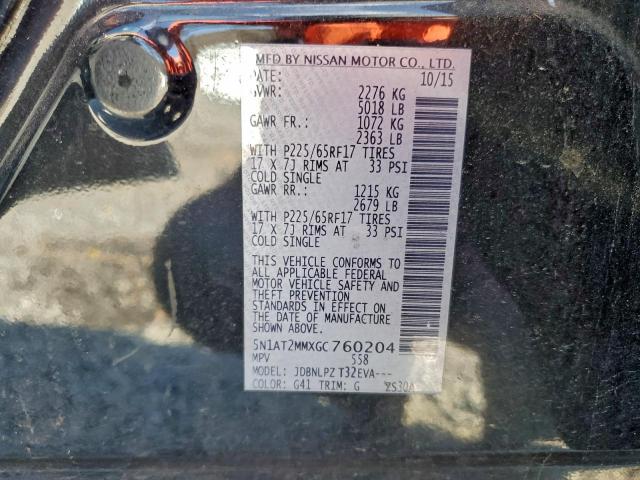 MFD BY NISSAN MOTOR CO., LTD.
DATE: 10/15
GVWR: 2276 KG
5018 LB
GAWR FR.: 1072 KG
2363 LB
WITH P225/65RF17 TIRES
17 X 7J RIMS AT 33 PSI
COLD SINGLE
GAWR RR.: 1215 KG
2679 LB
WITH P225/65RF17 TIRES
17 X 7J RIMS AT 33 PSI
COLD SINGLE
THIS VEHICLE CONFORMS TO
ALL APPLICABLE FEDERAL
MOTOR VEHICLE SAFETY AND
THEFT PREVENTION
STANDARDS IN EFFECT ON
THE DATE OF MANUFACTURE
SHOWN ABOVE.
5N1AT2MMXGC760204
MPV 558
MODEL: JDBNLPZ T32EVA---
COLOR: G41 TRIM: G ZS30A